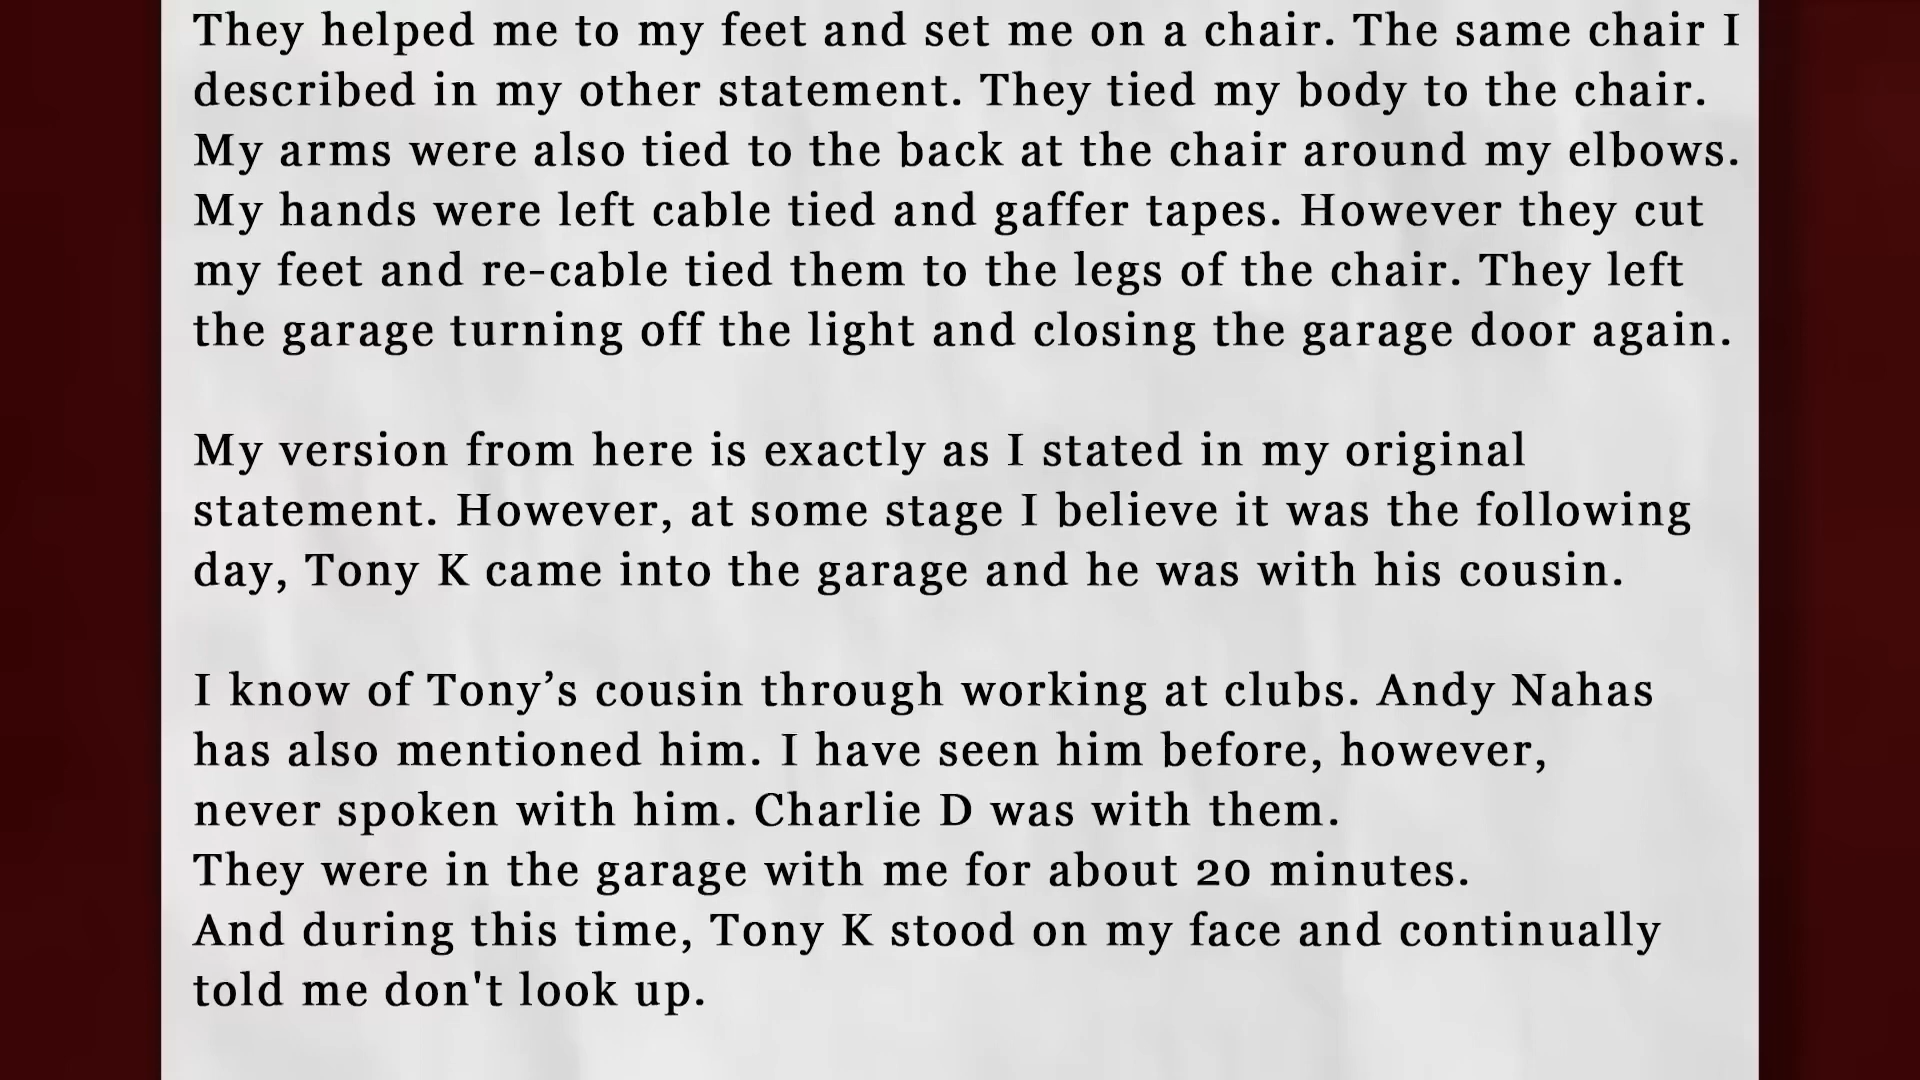 They helped me to my feet and set me on a chair. The same chair I
described in my other statement. They tied my body to the chair.
My arms were also tied to the back at the chair around my elbows.
My hands were left cable tied and gaffer tapes. However they cut
my feet and re-cable tied them to the legs of the chair. They left
the garage turning off the light and closing the garage door again.
My version from here is exactly as I stated in my original
statement. However, at some stage I believe it was the following
day, Tony K came into the garage and he was with his cousin.
I know of Tony’s cousin through working at clubs. Andy Nahas
has also mentioned him. I have seen him before, however,
never spoken with him. Charlie D was with them.
They were in the garage with me for about 20 minutes.
And during this time, Tony K stood on my face and continually
told me don't look up.